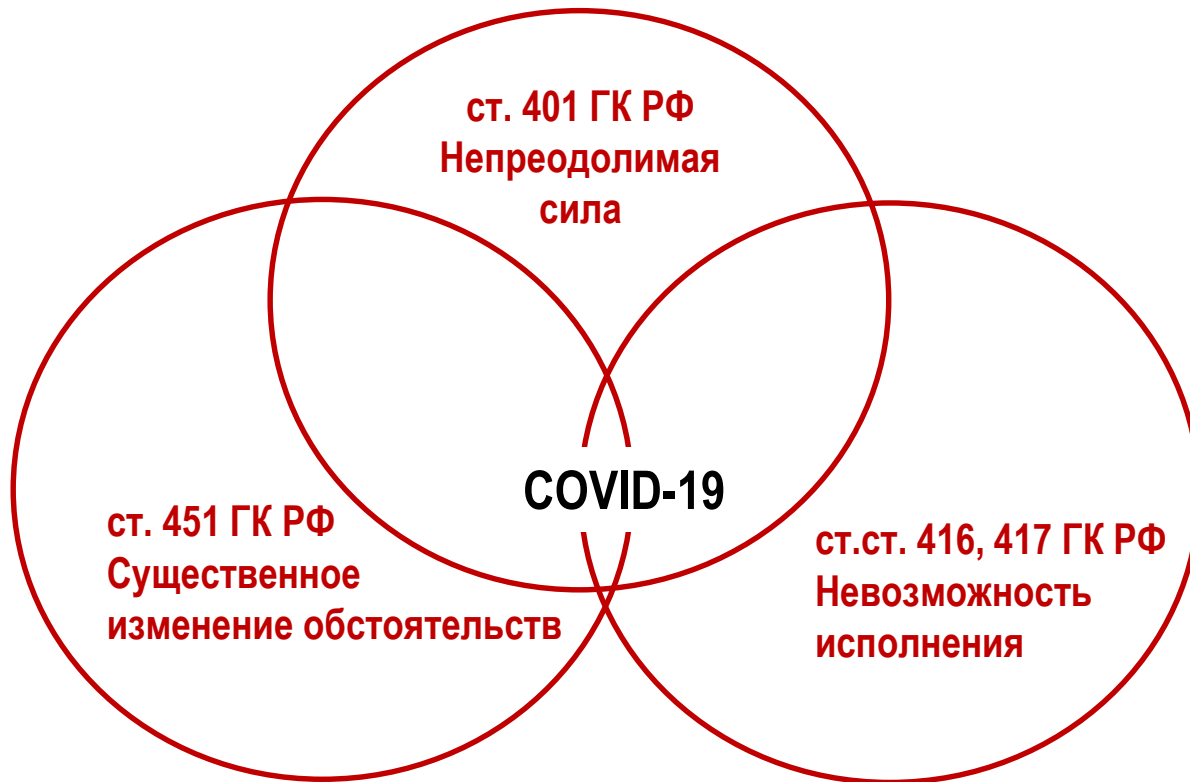 ст. 401 ГК РФ
Непреодолимая
сила
COVID-19
ст. 451 ГК РФ
Существенное
изменение обстоятельств
ст.ст. 416, 417 ГК РФ
Невозможность
исполнения